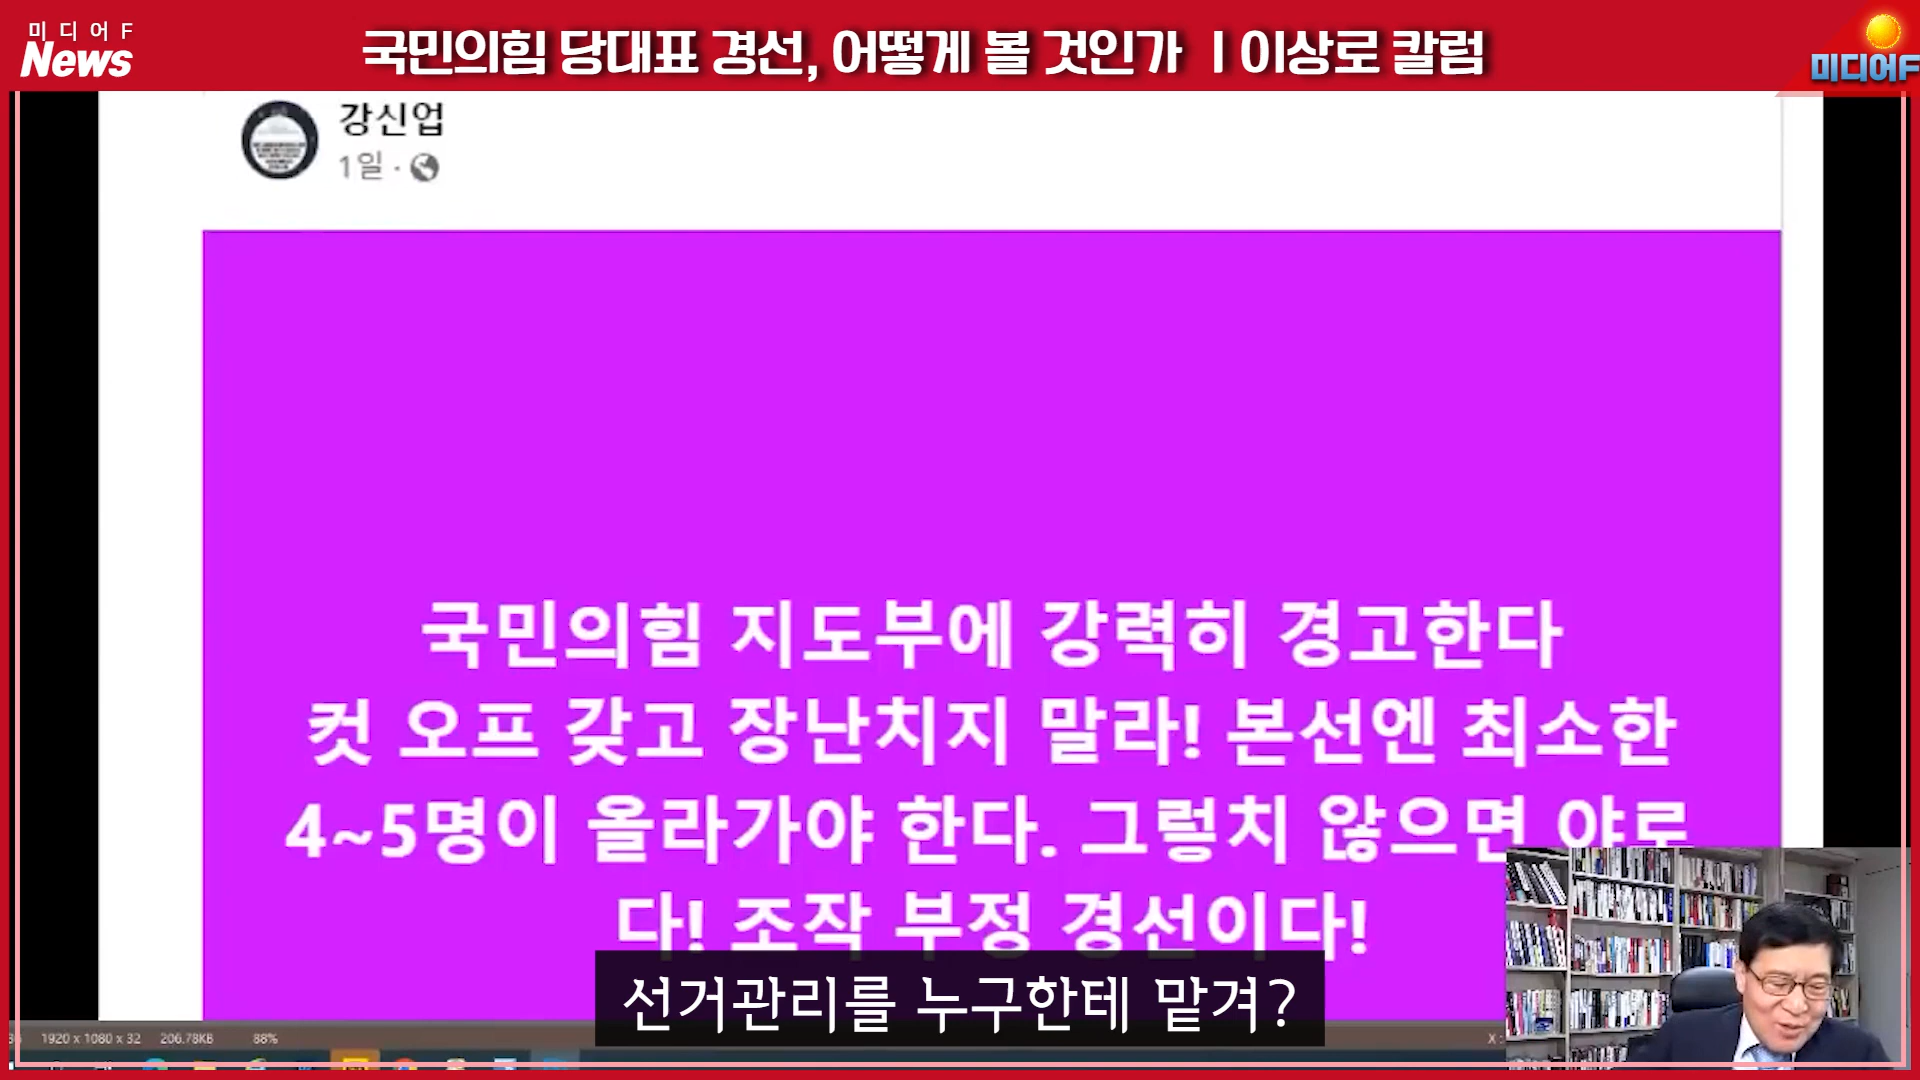 미디어F
News
국민의힘 당대표 경선, 어떻게 볼 것인가 ㅣ이상로 칼럼
미디어F
강신업
1일 ·
국민의힘 지도부에 강력히 경고한다
컷 오프 갖고 장난치지 말라! 본선엔 최소한
4~5명이 올라가야 한다. 그렇치 않으면 야로
다! 조작 부정 경선이다!
선거관리를 누구한테 맡겨?
1920 x 1080 x 32 206.78KB 88%
X :